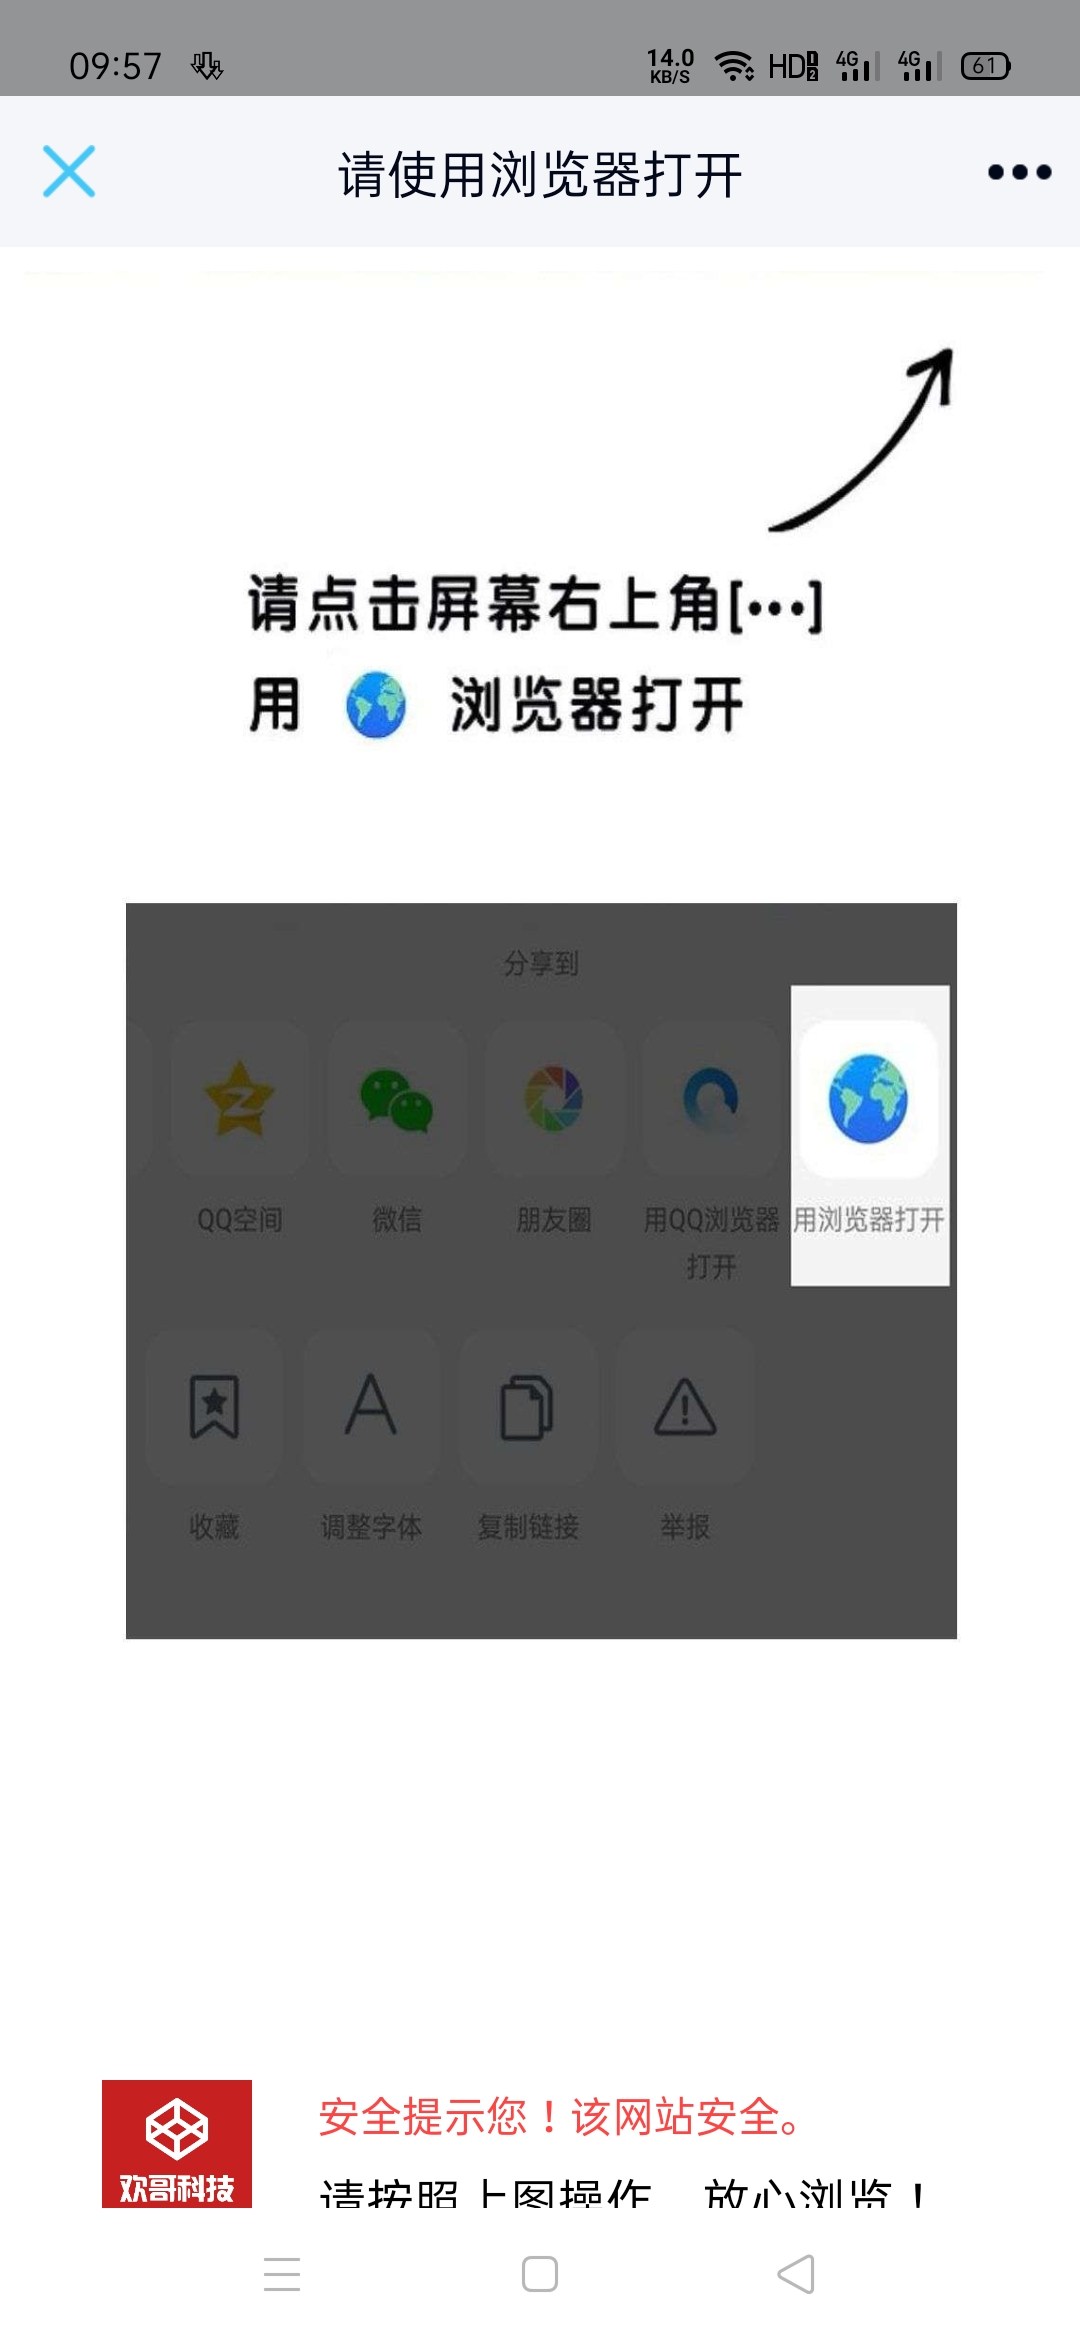 09:57
14.0
KB/S
HD 1 2
4G
4G
61
请使用浏览器打开
请点击屏幕右上角[···]
用 浏览器打开
分享到
QQ空间
微信
朋友圈
用QQ浏览器
打开
用浏览器打开
收藏
调整字体
复制链接
举报
欢哥科技
安全提示您！该网站安全。
请按照上图操作，放心浏览！